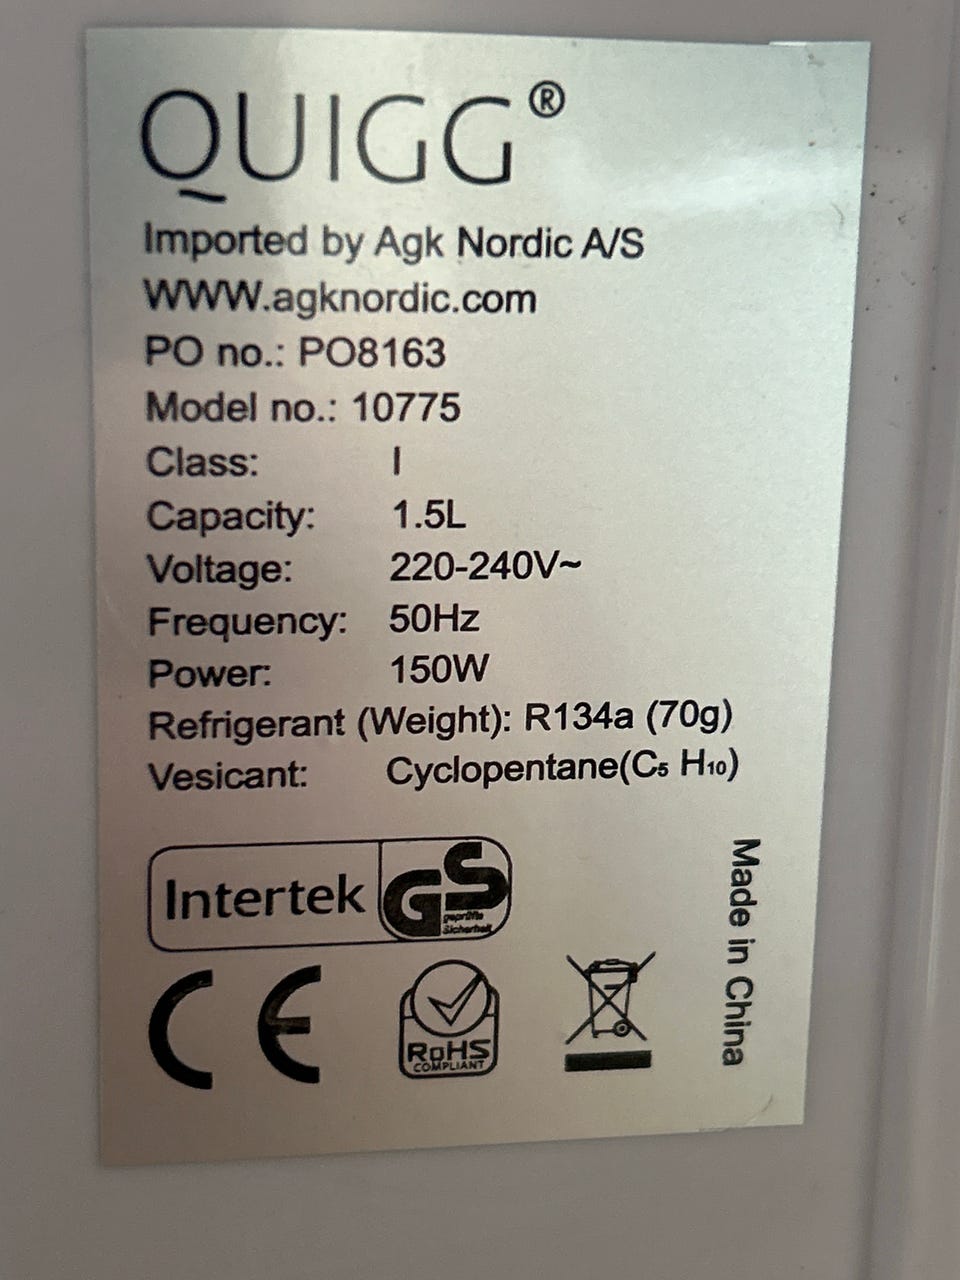 QUIGG®
Imported by Agk Nordic A/S
WWW.agknordic.com
PO no.: PO8163
Model no.: 10775
Class: I
Capacity: 1.5L
Voltage: 220-240V~
Frequency: 50Hz
Power: 150W
Refrigerant (Weight): R134a (70g)
Vesicant: Cyclopentane(C₅ H₁₀)
Intertek
GS
geprüfte
Sicherheit
CE
RoHS
COMPLIANT
Made in China